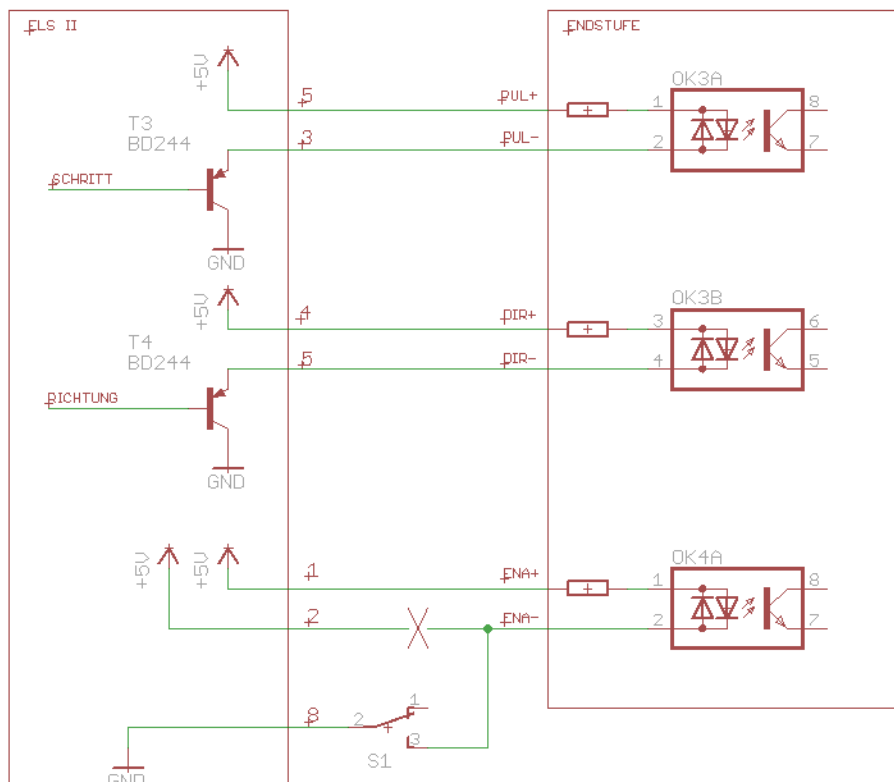 ELS II
ENDSTUFE
+5V
5
PUL+
OK3A
1
8
T3
BD244
3
PUL-
2
7
SCHRITT
GND
+5V
4
DIR+
OK3B
3
6
T4
BD244
5
DIR-
4
5
RICHTUNG
GND
+5V
+5V
1
ENA+
OK4A
1
8
2
ENA-
2
7
8
2
1
3
S1
GND